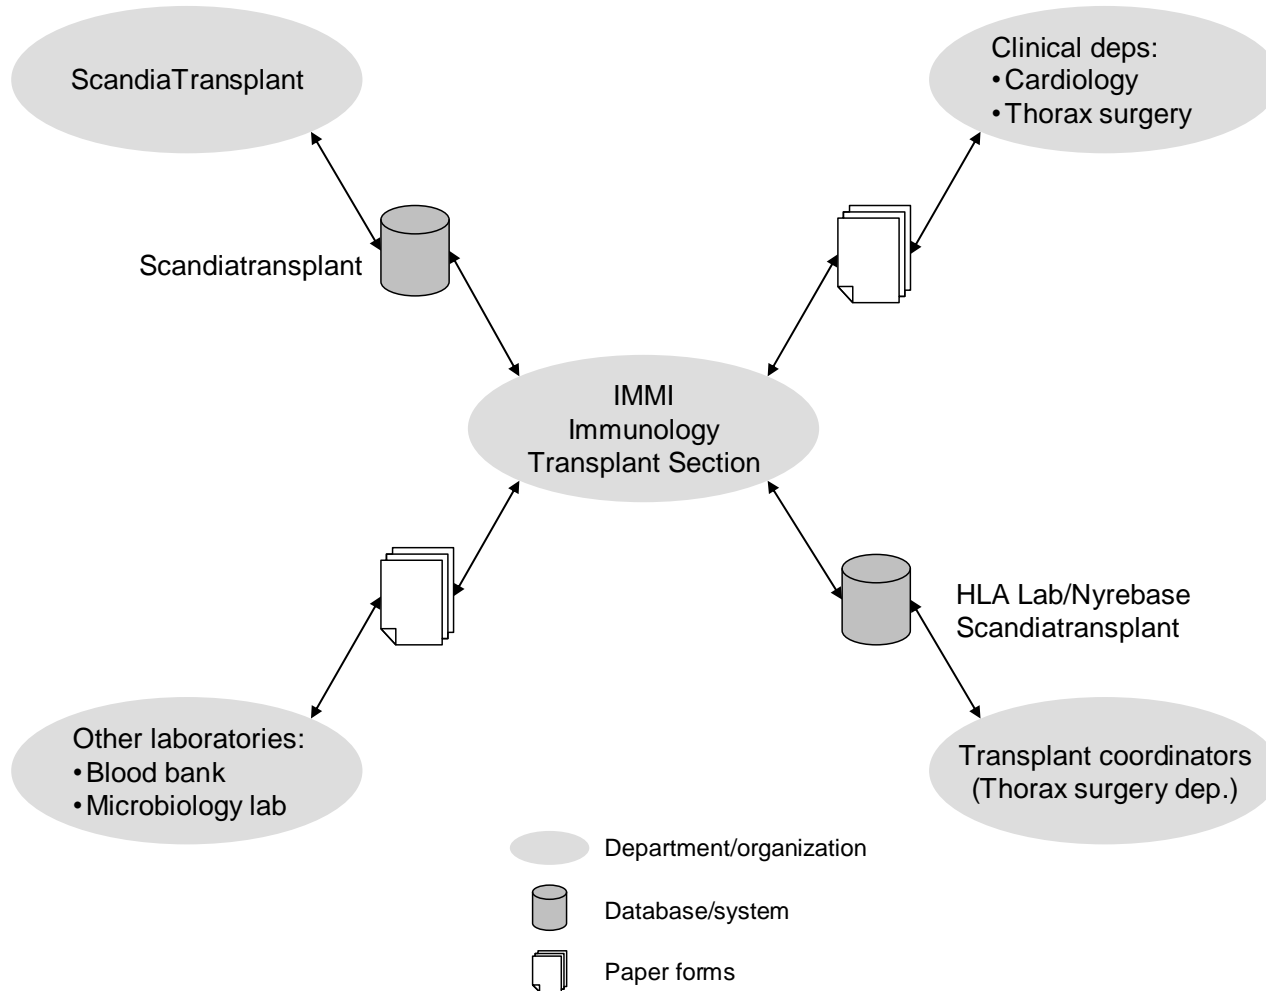 ScandiaTransplant
Clinical deps:
•Cardiology
•Thorax surgery
Scandiatransplant
IMMI
Immunology
Transplant Section
HLA Lab/Nyrebase
Scandiatransplant
Other laboratories:
•Blood bank
•Microbiology lab
Transplant coordinators
(Thorax surgery dep.)
Department/organization
Database/system
Paper forms